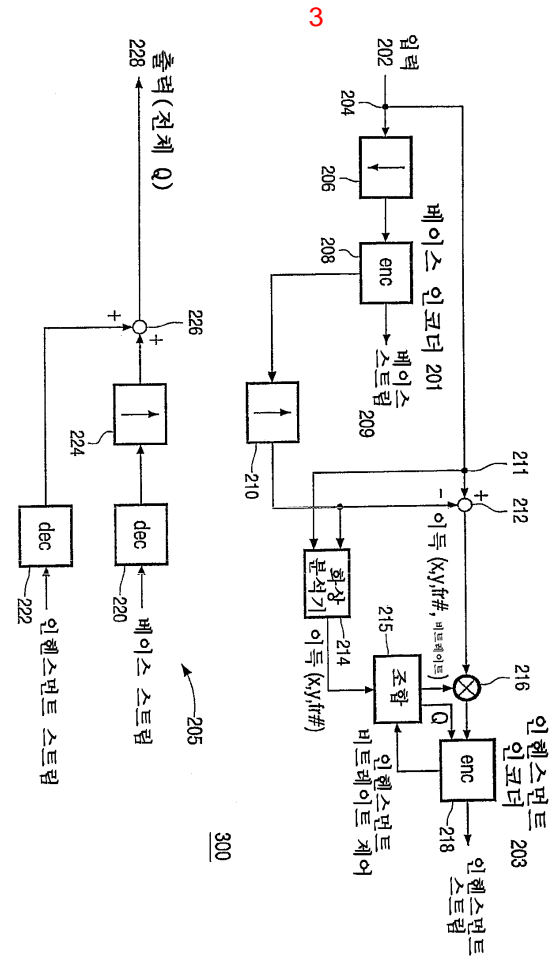 3
입력
202
204
206
베이스 인코더 201
208
enc
베이스
스트림
209
210
211
212
+
-
이득 (x,y,fr#, 비트레이트)
화상
분석기
214
이득 (x,y,fr#)
215
조합
216
Q
인헨스먼트
인코더
203
enc
218
인헨스먼트
스트림
인헨스먼트
비트레이트 제어
출력(전체 Q)
228
226
+
+
224
dec
220
베이스 스트림
dec
222
인헨스먼트 스트림
205
300